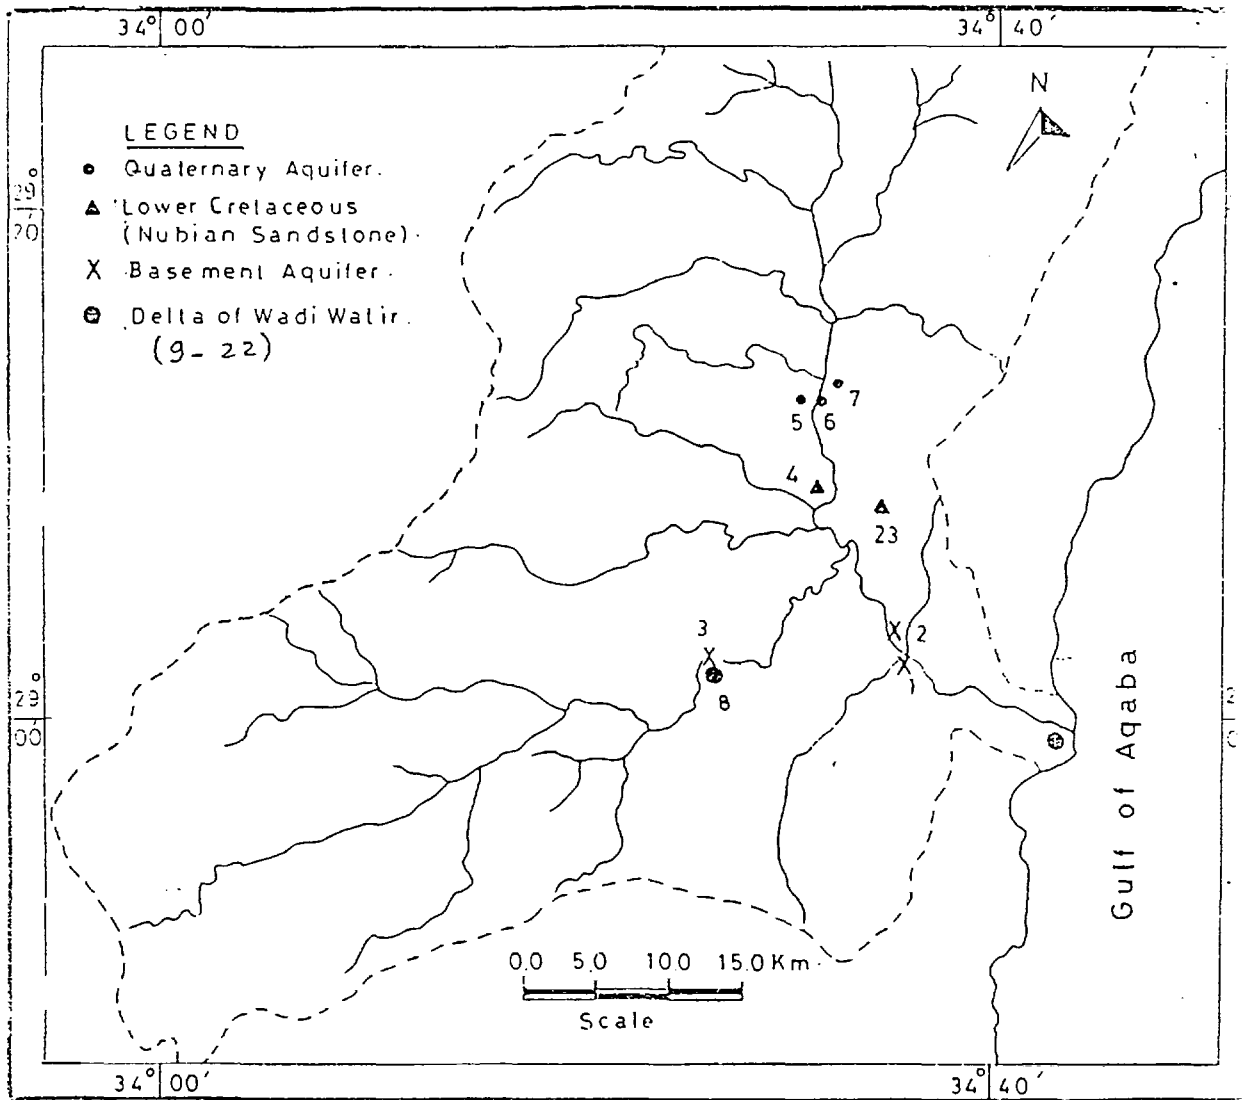 34° 00′ 34° 40′
N
LEGEND
Quaternary Aquifer.
Lower Cretaceous
(Nubian Sandstone).
Basement Aquifer.
Delta of Wadi Watir.
(9-22)
29°
20′
7
5 6
4
23
3
2
8
29°
00′
Gulf of Aqaba
0.0 5.0 10.0 15.0 Km.
Scale
34° 00′ 34° 40′